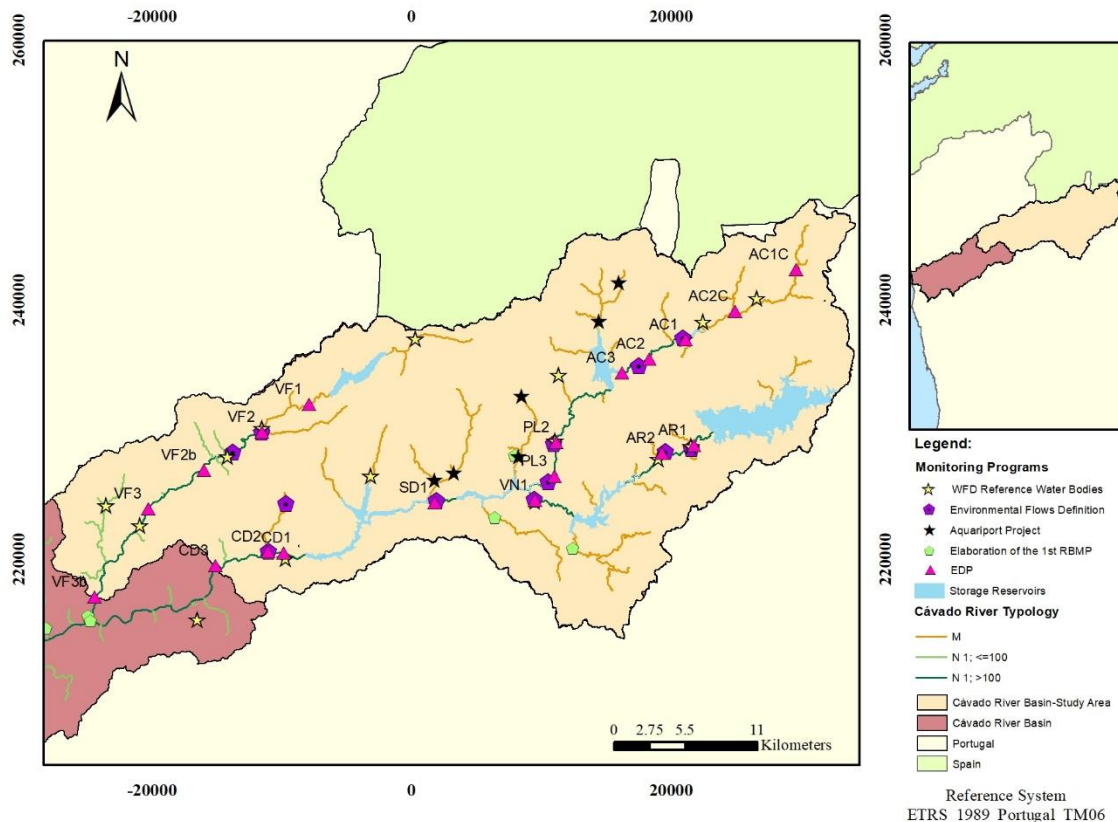 -20000 0 20000
260000
260000
N
240000
240000
220000
220000
AC1C
AC2C
AC1
AC2
AC3
VF1
VF2
VF2b
VF3
VF3b
PL2
PL3
AR1
AR2
VN1
SD1
CD2
CD1
CD3
0 2.75 5.5 11
Kilometers
-20000 0 20000
Legend:
Monitoring Programs
WFD Reference Water Bodies
Environmental Flows Definition
Aquariport Project
Elaboration of the 1st RBMP
EDP
Storage Reservoirs
Cávado River Typology
M
N 1; <=100
N 1; >100
Cávado River Basin-Study Area
Cávado River Basin
Portugal
Spain
Reference System
ETRS 1989 Portugal TM06